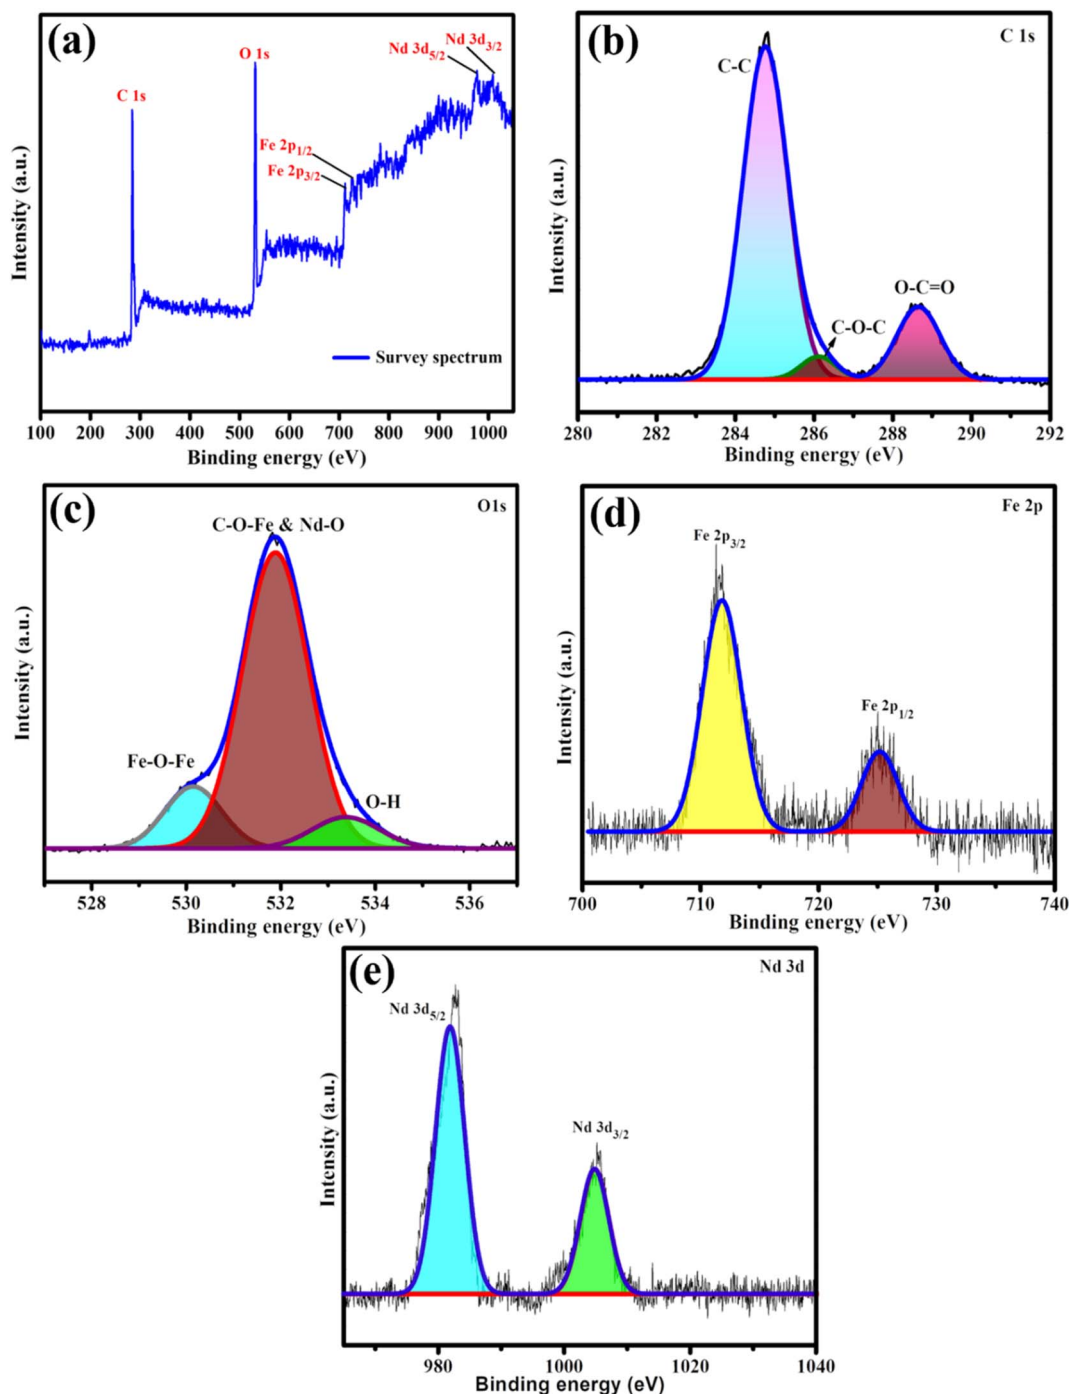 (a)
Nd 3d3/2
Nd 3d5/2
O 1s
C 1s
Fe 2p1/2
Fe 2p3/2
Survey spectrum
Intensity (a.u.)
100 200 300 400 500 600 700 800 900 1000
Binding energy (eV)
(b)
C 1s
C-C
O-C=O
C-O-C
Intensity (a.u.)
280 282 284 286 288 290 292
Binding energy (eV)
(c)
O1s
C-O-Fe & Nd-O
Fe-O-Fe
O-H
Intensity (a.u.)
528 530 532 534 536
Binding energy (eV)
(d)
Fe 2p
Fe 2p3/2
Fe 2p1/2
Intensity (a.u.)
700 710 720 730 740
Binding energy (eV)
(e)
Nd 3d
Nd 3d5/2
Nd 3d3/2
Intensity (a.u.)
980 1000 1020 1040
Binding energy (eV)